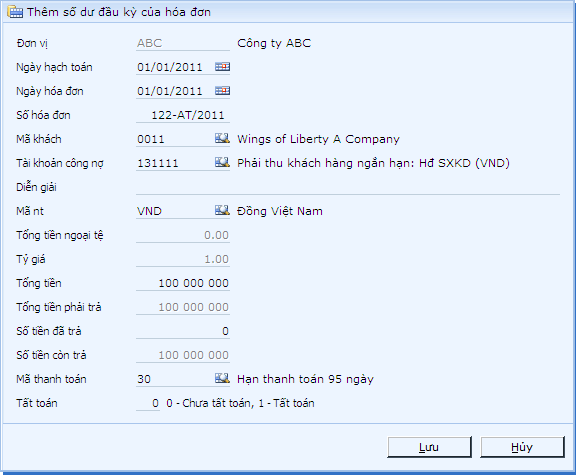 Thêm số dư đầu kỳ của hóa đơn
Đơn vị ABC Công ty ABC
Ngày hạch toán 01/01/2011
Ngày hóa đơn 01/01/2011
Số hóa đơn 122-AT/2011
Mã khách 0011 Wings of Liberty A Company
Tài khoản công nợ 131111 Phải thu khách hàng ngắn hạn: Hđ SXKD (VND)
Diễn giải
Mã nt VND Đồng Việt Nam
Tổng tiền ngoại tệ 0.00
Tỷ giá 1.00
Tổng tiền 100 000 000
Tổng tiền phải trả 100 000 000
Số tiền đã trả 0
Số tiền còn trả 100 000 000
Mã thanh toán 30 Hạn thanh toán 95 ngày
Tất toán 0 0 - Chưa tất toán, 1 - Tất toán
Lưu Hủy